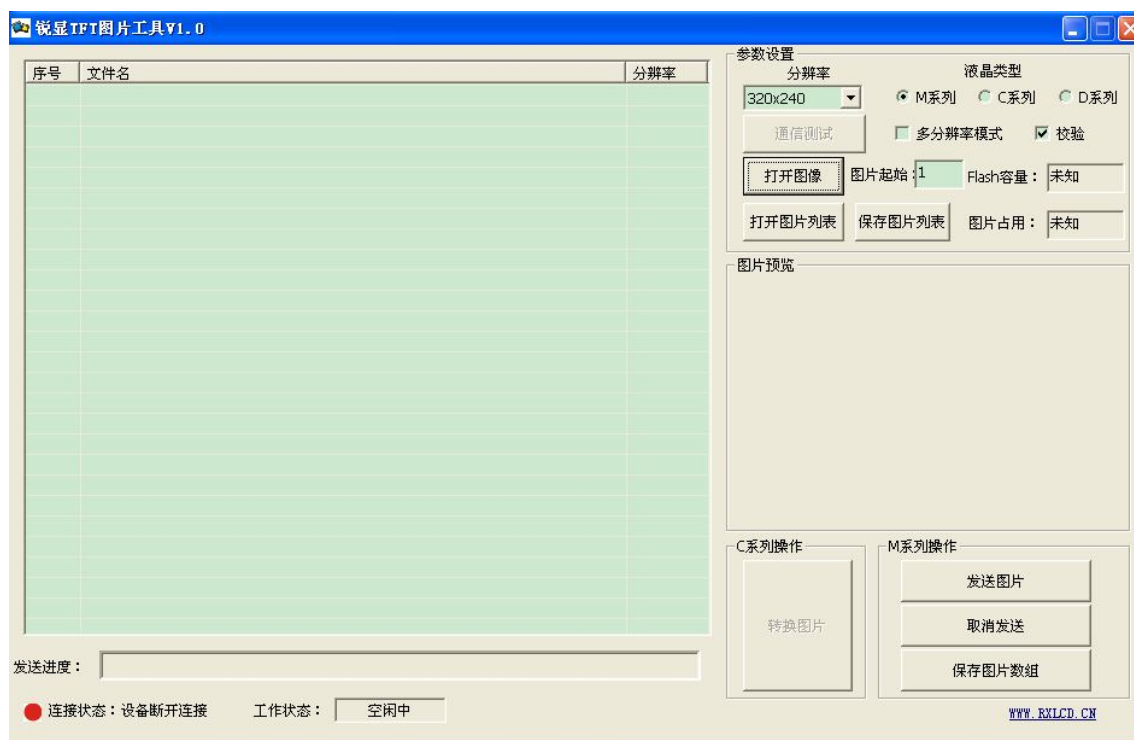 锐显TFT图片工具V1.0
序号 文件名 分辨率
参数设置
分辨率 液晶类型
320x240 M系列 C系列 D系列
通信测试 多分辨率模式 校验
打开图像 图片起始: 1 Flash容量： 未知
打开图片列表 保存图片列表 图片占用： 未知
图片预览
C系列操作 M系列操作
发送图片
转换图片 取消发送
保存图片数组
发送进度：
连接状态：设备断开连接 工作状态： 空闲中
WWW.RXLCD.CN